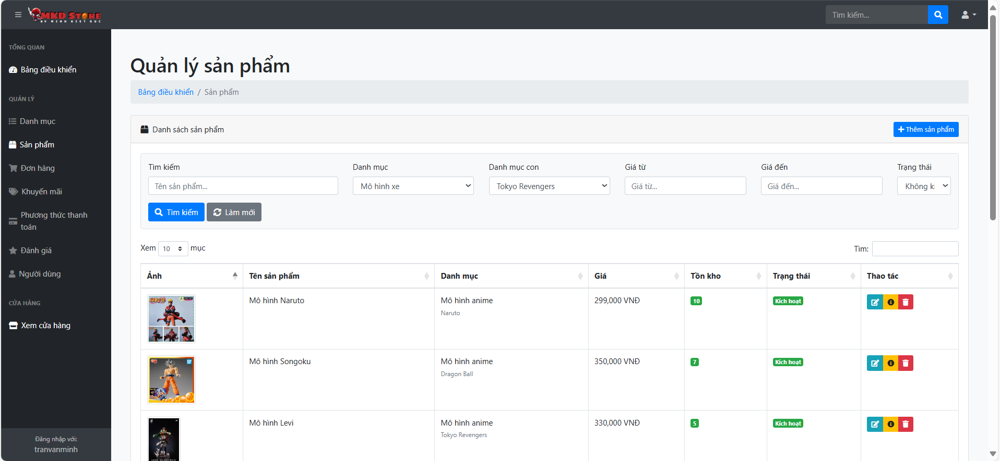 MKD STORE
BY MINH KIET DUC
Tìm kiếm...
TỔNG QUAN
Bảng điều khiển
QUẢN LÝ
Danh mục
Sản phẩm
Đơn hàng
Khuyến mãi
Phương thức thanh
toán
Đánh giá
Người dùng
CỬA HÀNG
Xem cửa hàng
Đăng nhập với:
tranvanminh
Quản lý sản phẩm
Bảng điều khiển / Sản phẩm
Danh sách sản phẩm
Thêm sản phẩm
Tìm kiếm
Danh mục
Danh mục con
Giá từ
Giá đến
Trạng thái
Tên sản phẩm...
Mô hình xe
Tokyo Revengers
Giá từ...
Giá đến...
Không k
Tìm kiếm
Làm mới
Xem 10 mục
Tìm:
Ảnh
Tên sản phẩm
Danh mục
Giá
Tồn kho
Trạng thái
Thao tác
Mô hình Naruto
Mô hình anime
Naruto
299,000 VNĐ
10
Kích hoạt
Mô hình Songoku
Mô hình anime
Dragon Ball
350,000 VNĐ
7
Kích hoạt
Mô hình Levi
Mô hình anime
Tokyo Revengers
330,000 VNĐ
5
Kích hoạt